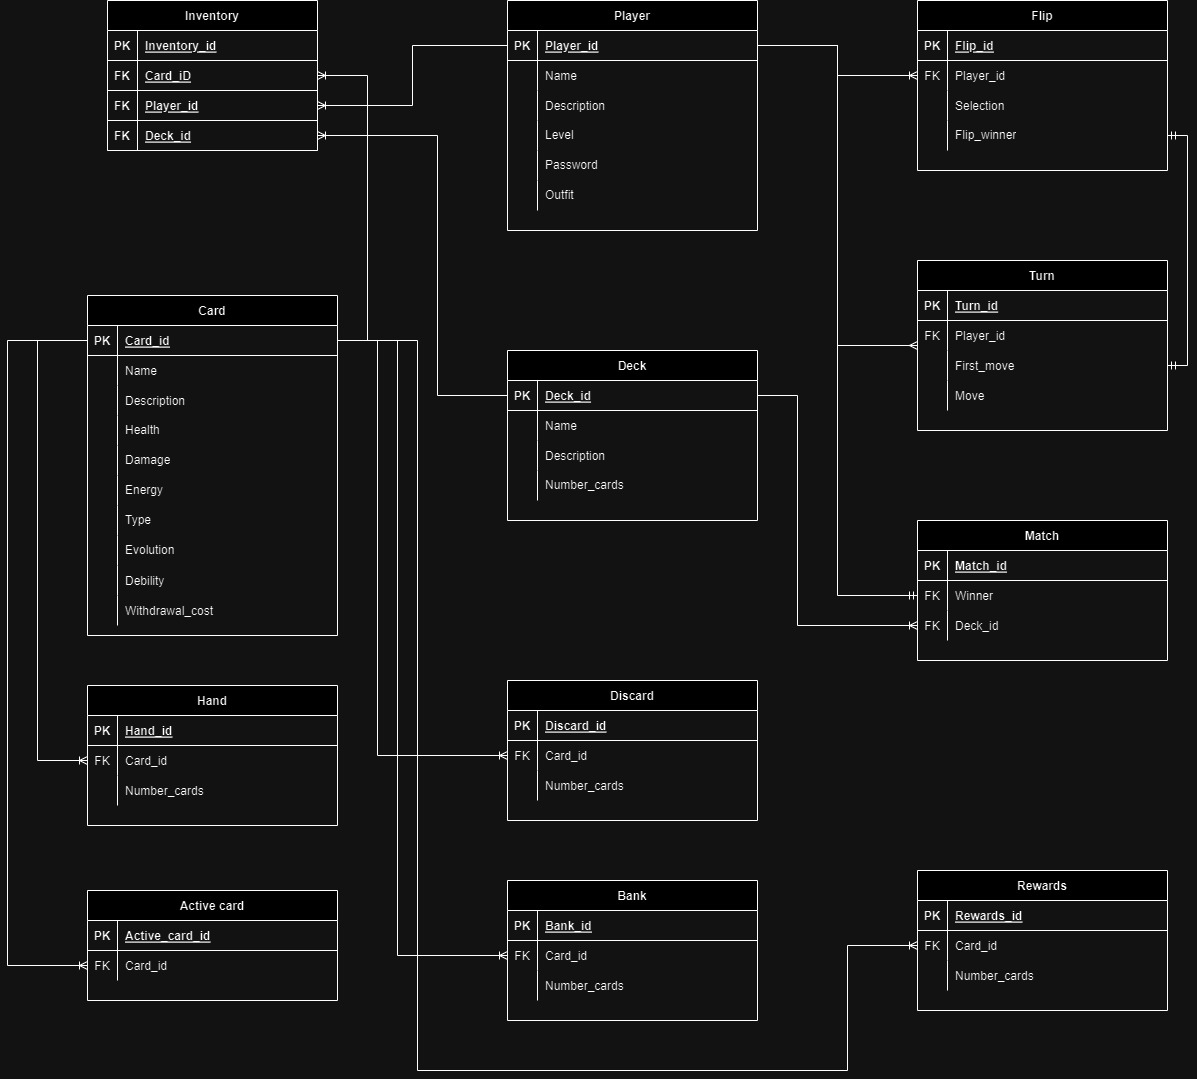 Inventory
PK Inventory_id
FK Card_iD
FK Player_id
FK Deck_id
Player
PK Player_id
Name
Description
Level
Password
Outfit
Flip
PK Flip_id
FK Player_id
Selection
Flip_winner
Card
PK Card_id
Name
Description
Health
Damage
Energy
Type
Evolution
Debility
Withdrawal_cost
Deck
PK Deck_id
Name
Description
Number_cards
Turn
PK Turn_id
FK Player_id
First_move
Move
Match
PK Match_id
FK Winner
FK Deck_id
Hand
PK Hand_id
FK Card_id
Number_cards
Discard
PK Discard_id
FK Card_id
Number_cards
Active card
PK Active_card_id
FK Card_id
Bank
PK Bank_id
FK Card_id
Number_cards
Rewards
PK Rewards_id
FK Card_id
Number_cards